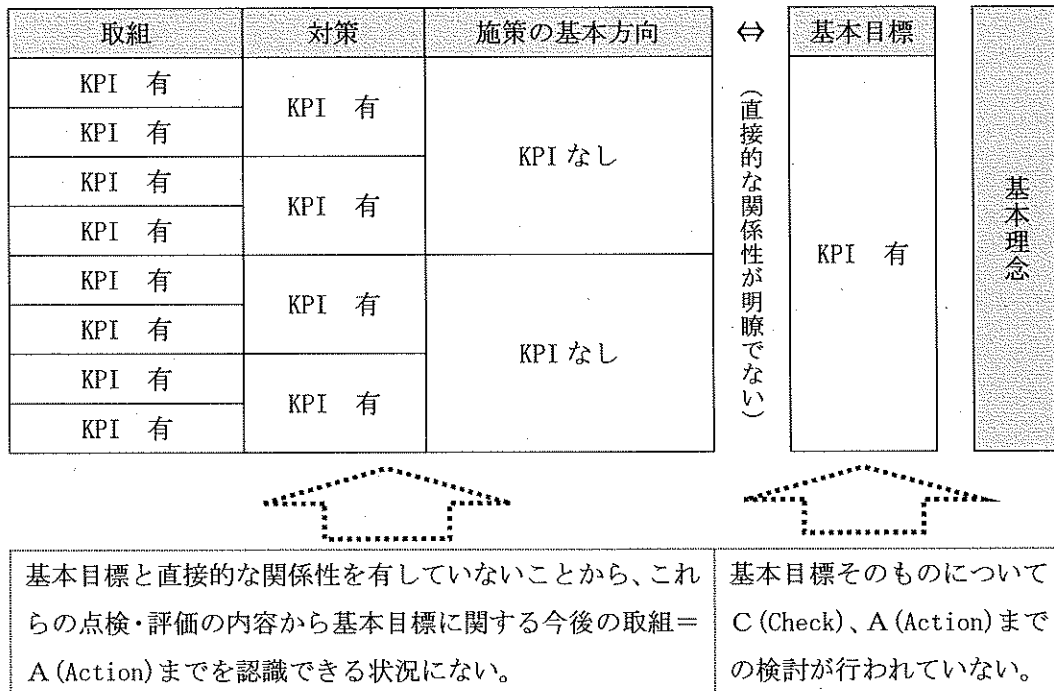 取組 対策 施策の基本方向 ⇔ 基本目標
KPI 有
KPI 有
KPI 有
KPI 有
KPI 有
KPI 有
KPI 有
KPI 有
KPI 有
KPI 有
KPI 有
KPI 有
KPIなし
KPIなし
(直接的な関係性が明瞭でない)
KPI 有
基本理念
基本目標と直接的な関係性を有していないことから、これ
らの点検・評価の内容から基本目標に関する今後の取組=
A(Action)までを認識できる状況にない。
基本目標そのものについて
C(Check)、A(Action)まで
の検討が行われていない。